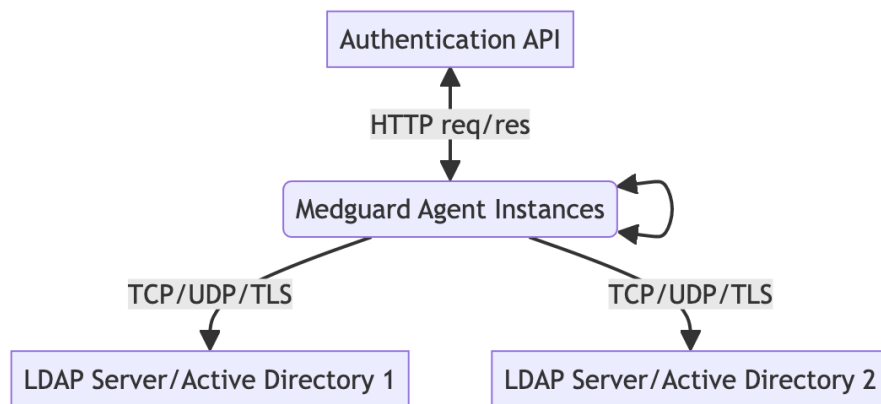 Authentication API
HTTP req/res
Medguard Agent Instances
TCP/UDP/TLS
TCP/UDP/TLS
LDAP Server/Active Directory 1
LDAP Server/Active Directory 2